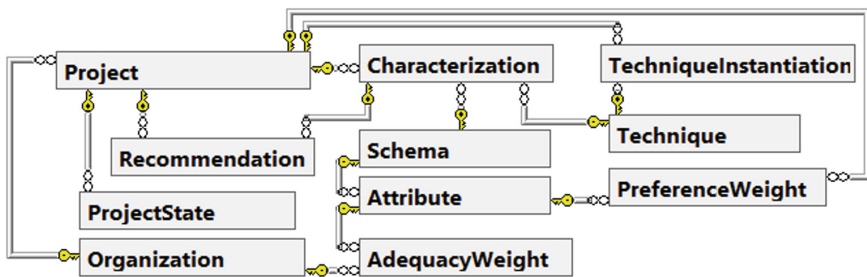 Project
Characterization
TechniqueInstantiation
Technique
Recommendation
Schema
Attribute
PreferenceWeight
ProjectState
Organization
AdequacyWeight